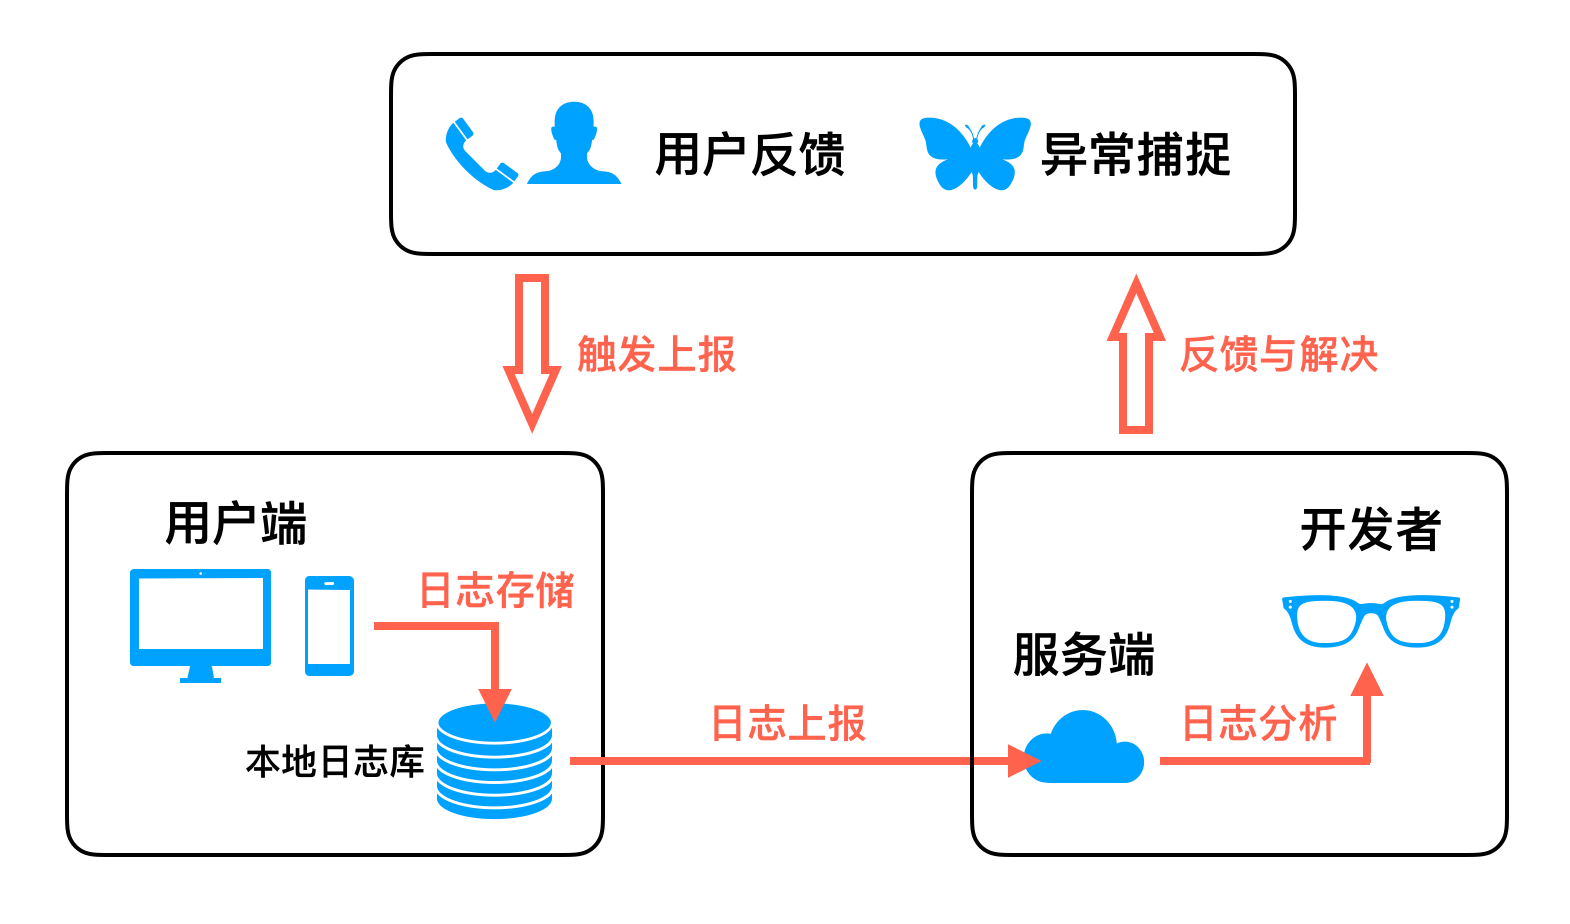 用户反馈
异常捕捉
触发上报
反馈与解决
用户端
日志存储
本地日志库
日志上报
开发者
服务端
日志分析